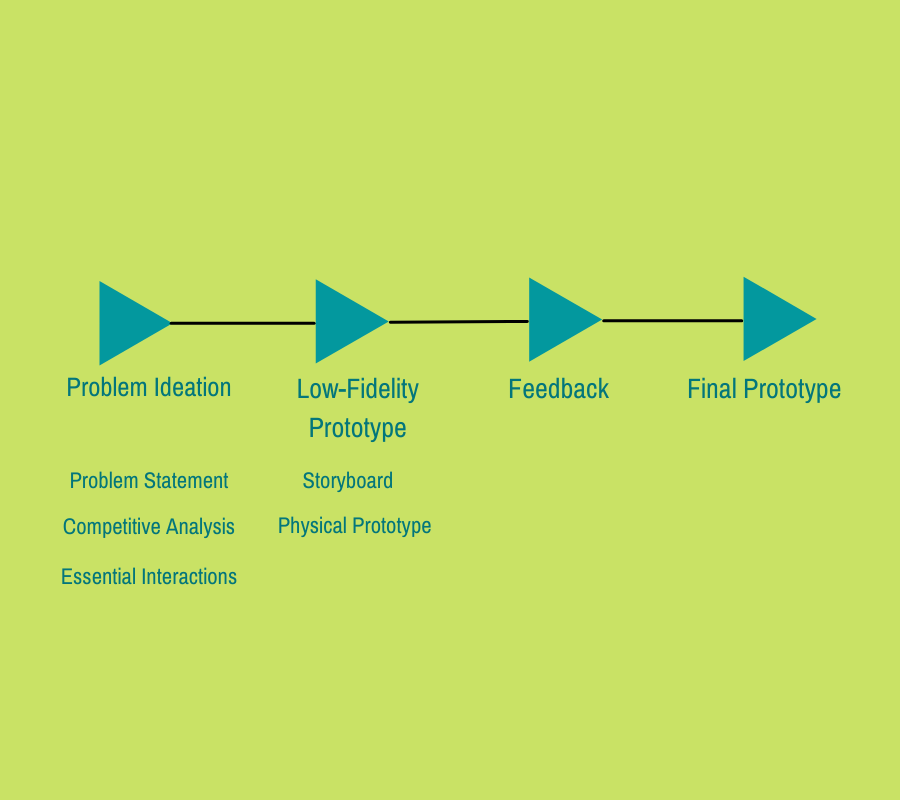 Problem Ideation
Low-Fidelity
Prototype
Feedback
Final Prototype
Problem Statement
Competitive Analysis
Essential Interactions
Storyboard
Physical Prototype